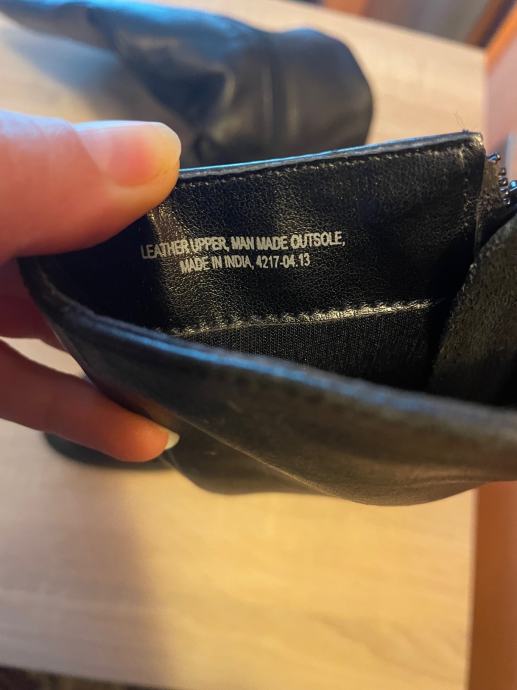 LEATHER UPPER, MAN MADE OUTSOLE,
MADE IN INDIA, 4217-04.13